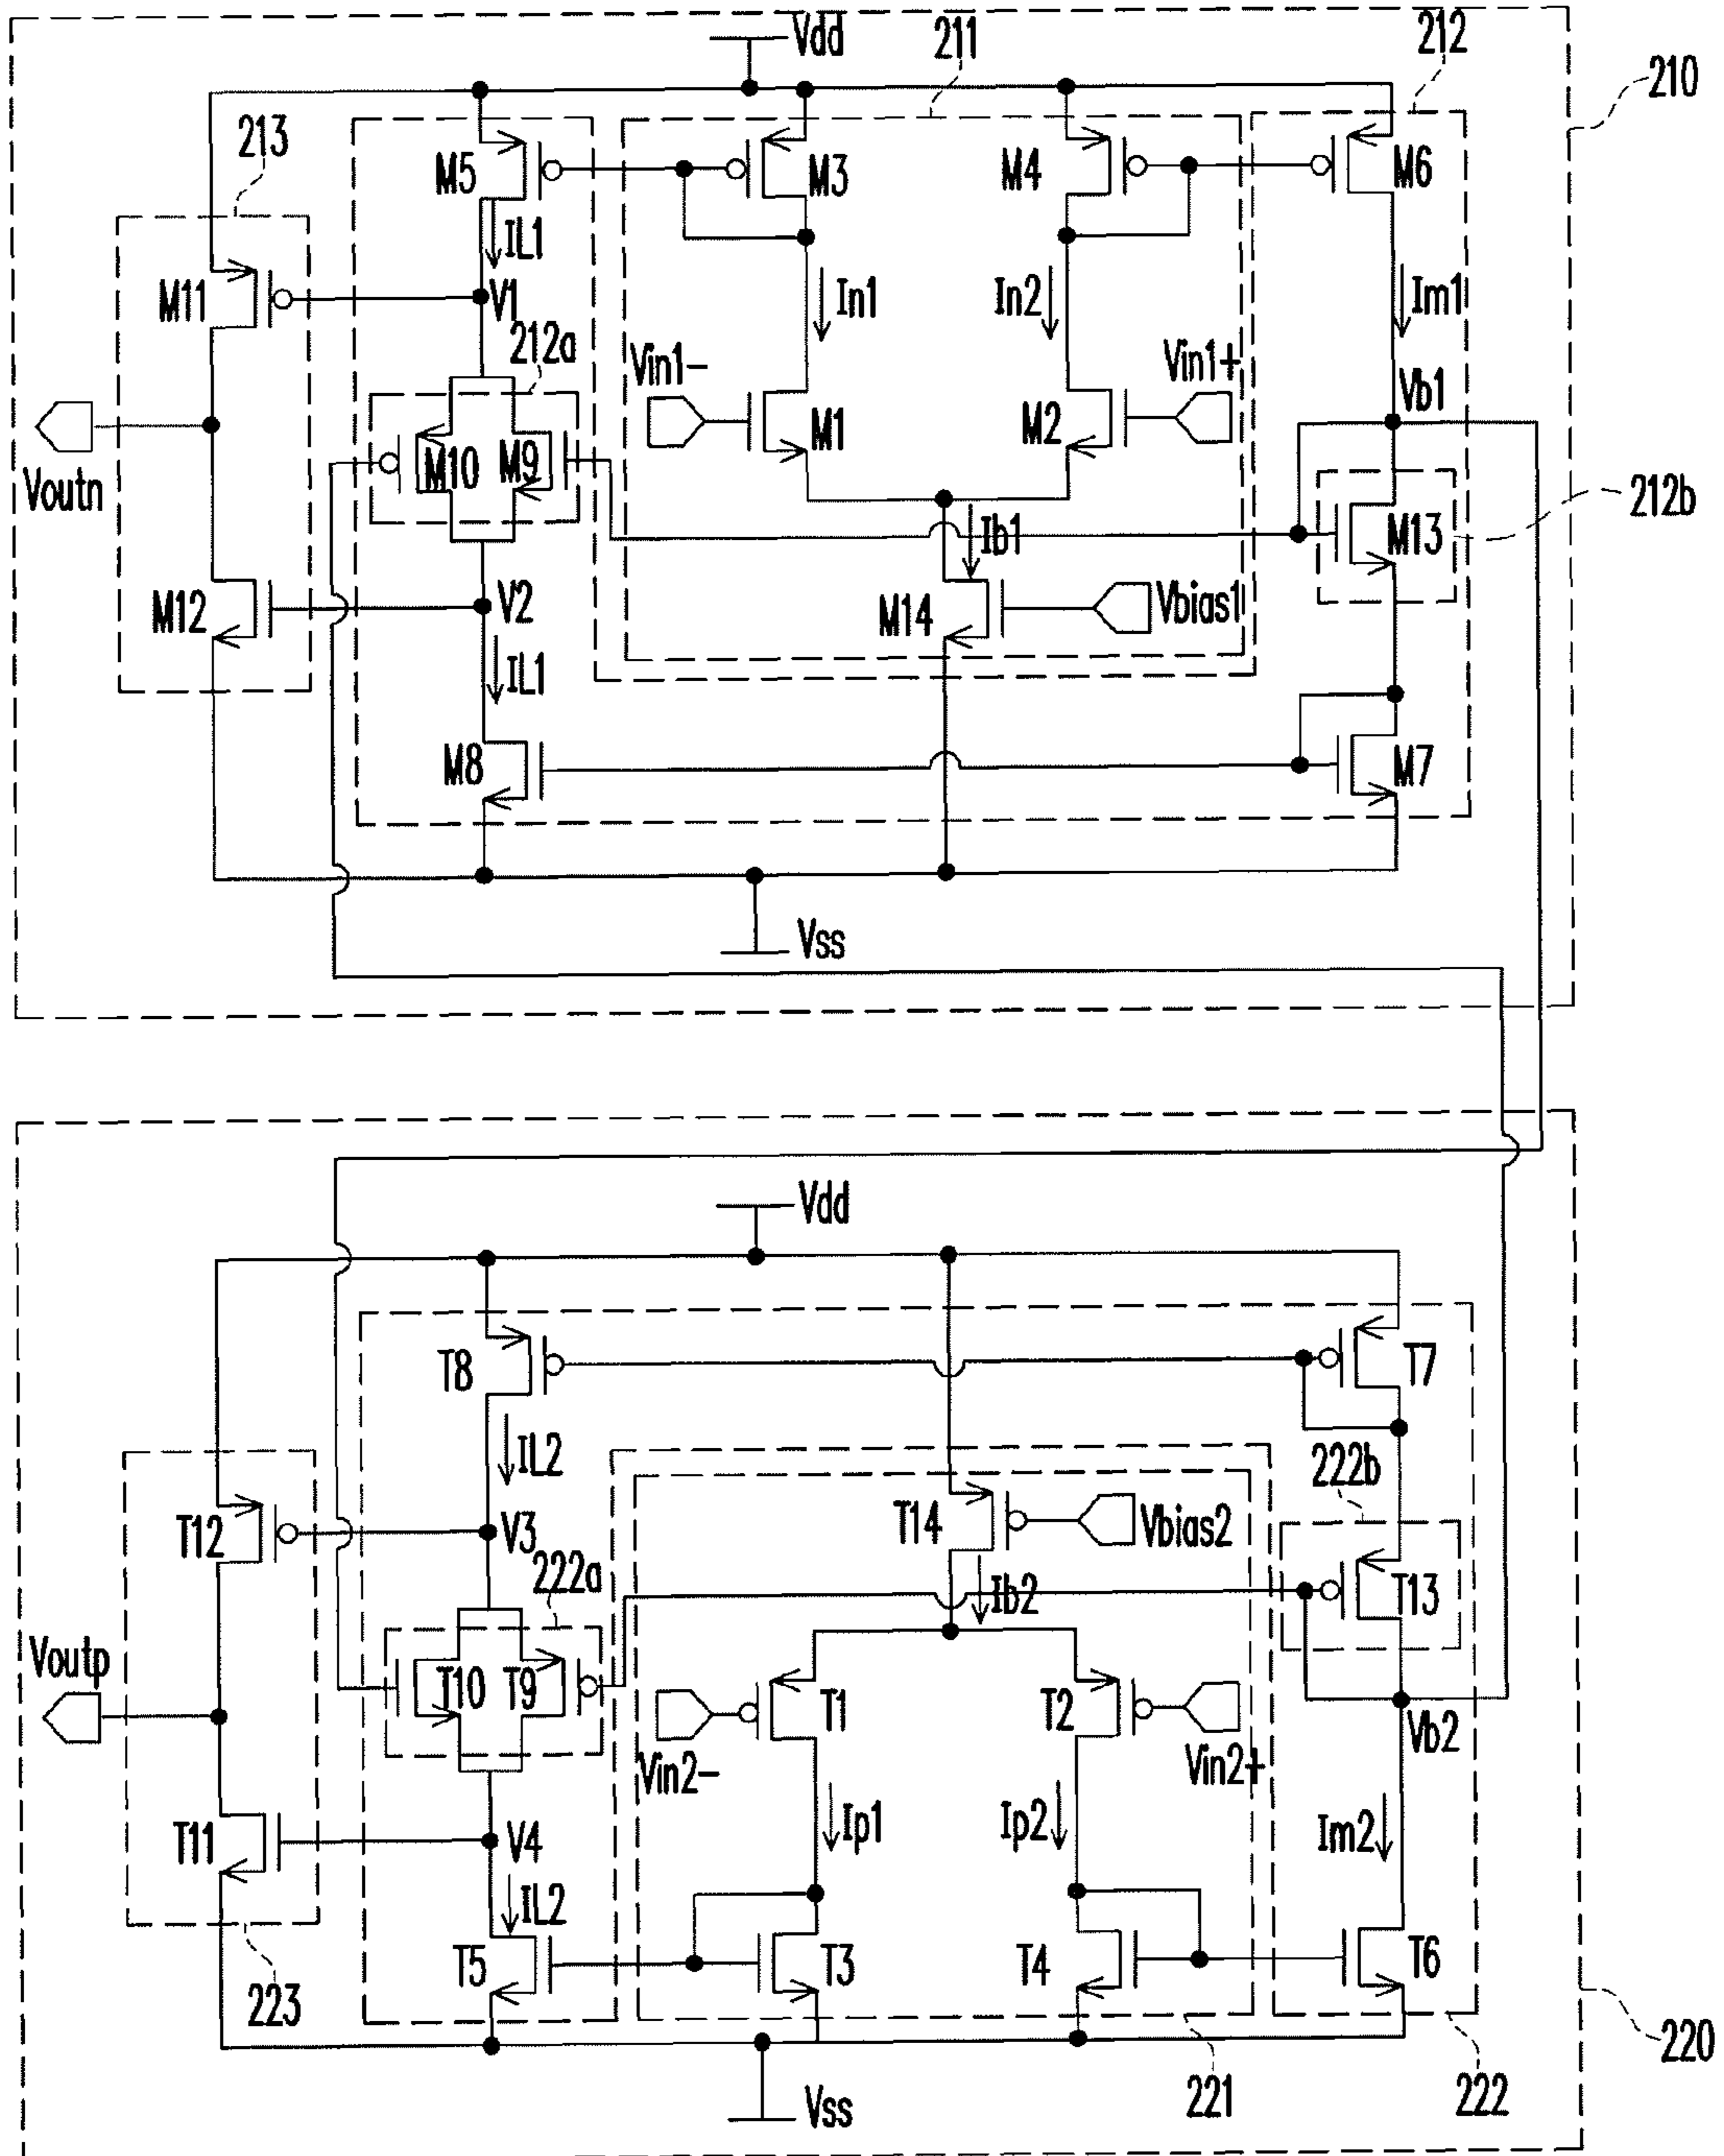 Vdd
211
212
210
213
M5
M3
M4
M6
IL1
M11
V1
In1
In2
Im1
212a
Vin1-
Vin1+
Vb1
M10
M9
M1
M2
Voutn
212b
M13
Ib1
M12
V2
M14
Vbias1
IL1
M8
M7
Vss
Vdd
T8
T7
IL2
222b
T12
V3
T14
Vbias2
222a
Ib2
T13
Voutp
T10
T9
T1
T2
Vb2
Vin2-
Vin2+
T11
V4
Ip1
Ip2
Im2
IL2
T5
T3
T4
T6
223
220
221
222
Vss